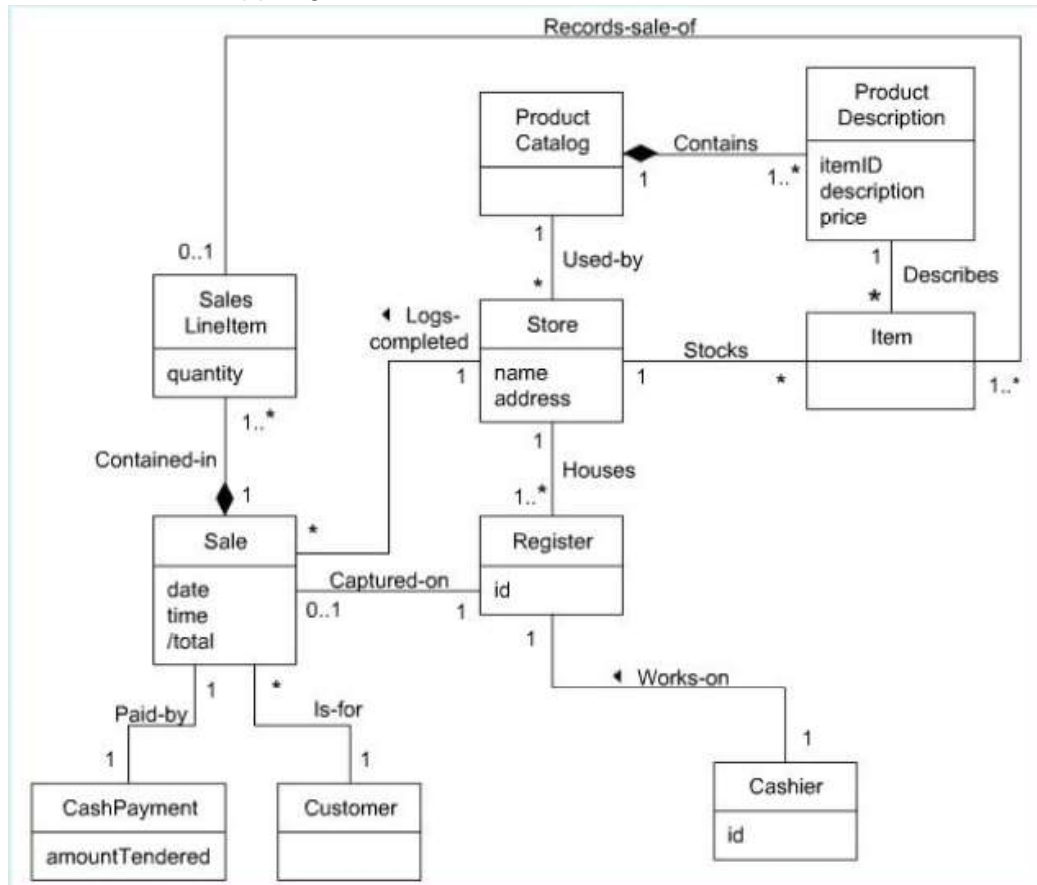 Records-sale-of
Product
Catalog
Contains
1
1..*
Product
Description
itemID
description
price
1
Used-by
*
1
Describes
*
0..1
Sales
LineItem
quantity
1..*
◄ Logs-
completed
1
Store
name
address
Stocks
1
*
Item
1..*
Contained-in
1
1
Houses
1..*
*
Sale
date
time
/total
Captured-on
0..1
1
Register
id
1
◄ Works-on
1
*
Paid-by
Is-for
1
1
1
CashPayment
amountTendered
Customer
Cashier
id